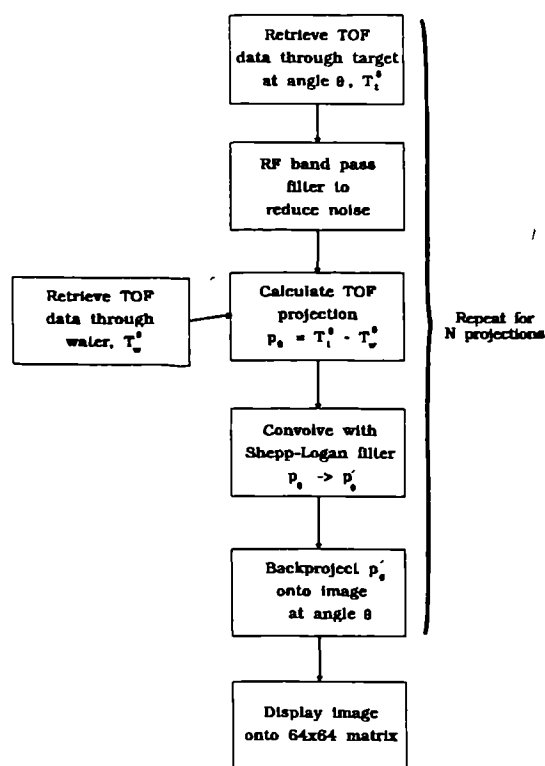 Retrieve TOF
data through target
at angle θ, Tₜ^θ
RF band pass
filter to
reduce noise
Retrieve TOF
data through
water, T_w^θ
Calculate TOF
projection
p_θ = Tₜ^θ - T_w^θ
Repeat for
N projections
Convolve with
Shepp-Logan filter
p_θ -> p_θ′
Backproject p_θ′
onto image
at angle θ
Display image
onto 64x64 matrix